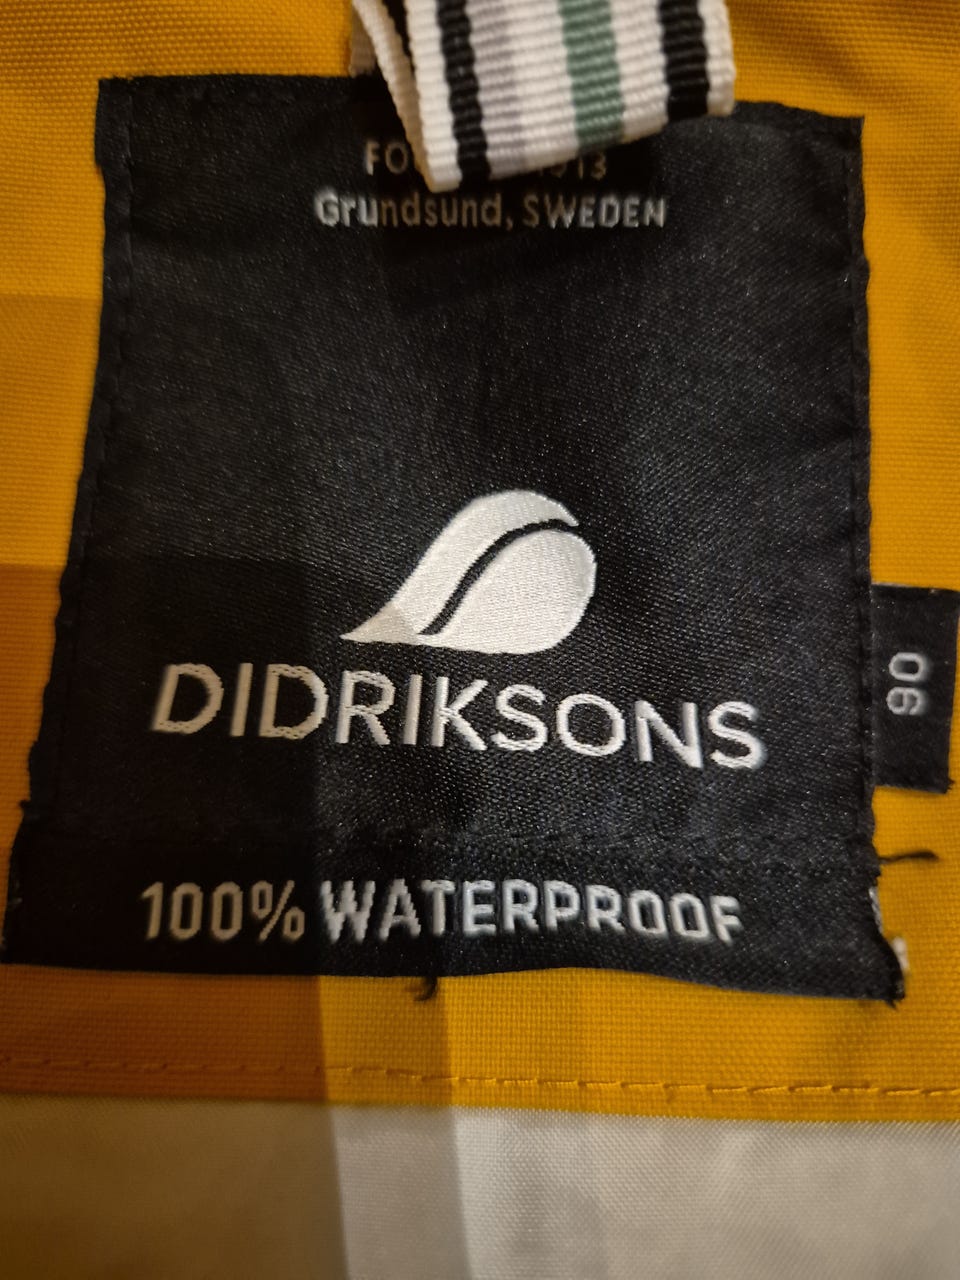 Grundsund, SWEDEN
DIDRIKSONS
90
100% WATERPROOF